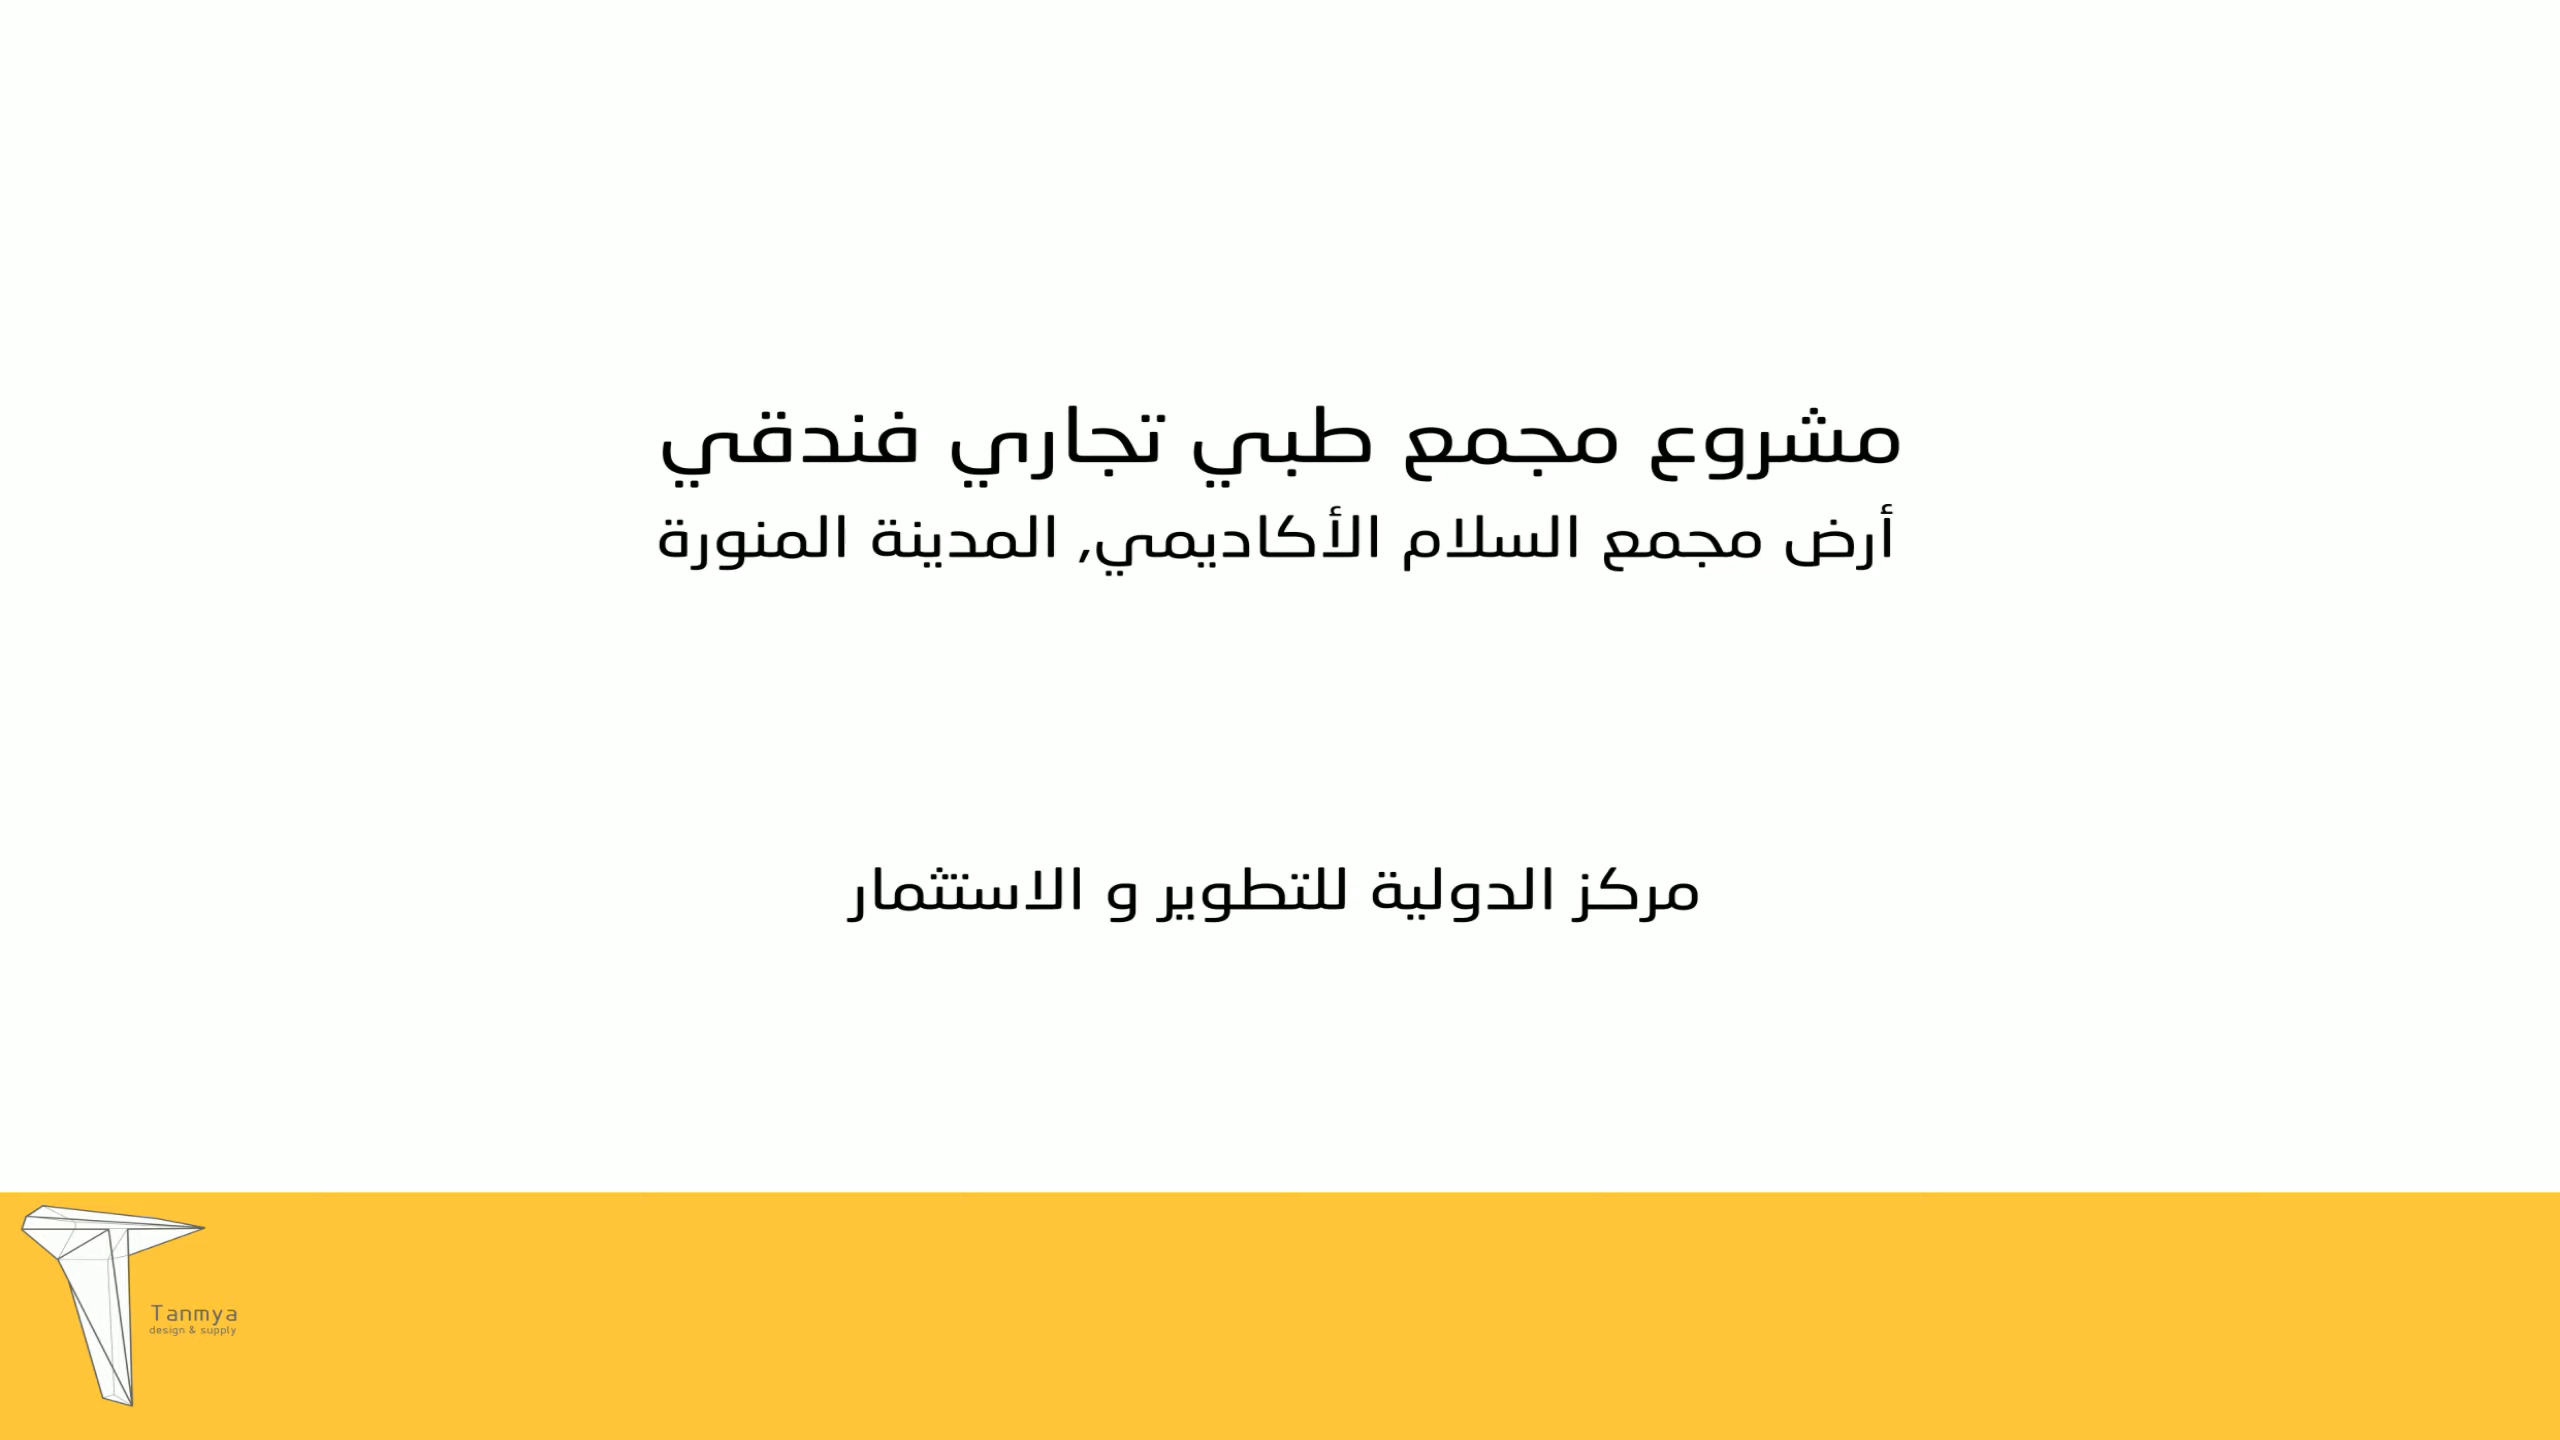 مشروع مجمع طبي تجاري فندقي
أرض مجمع السلام الأكاديمي, المدينة المنورة
مركز الدولية للتطوير و الاستثمار
Tanmya
design & supply